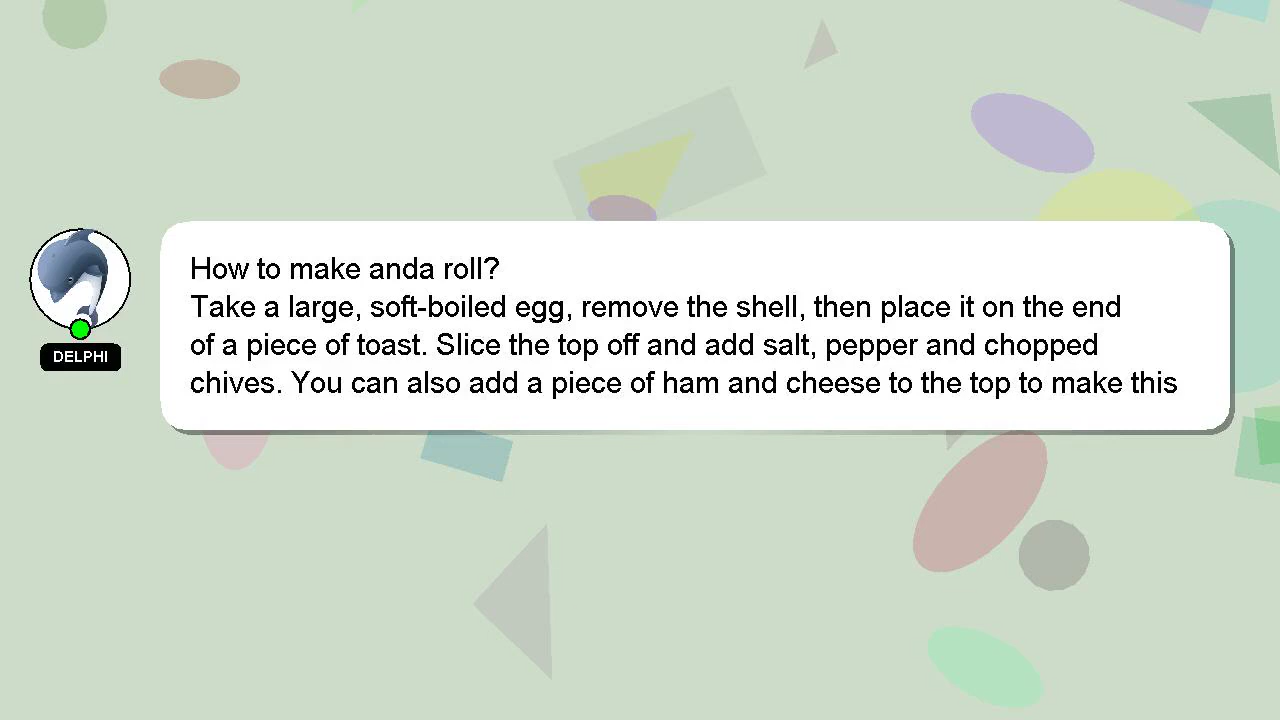 How to make anda roll?
Take a large, soft-boiled egg, remove the shell, then place it on the end
of a piece of toast. Slice the top off and add salt, pepper and chopped
chives. You can also add a piece of ham and cheese to the top to make this
DELPHI